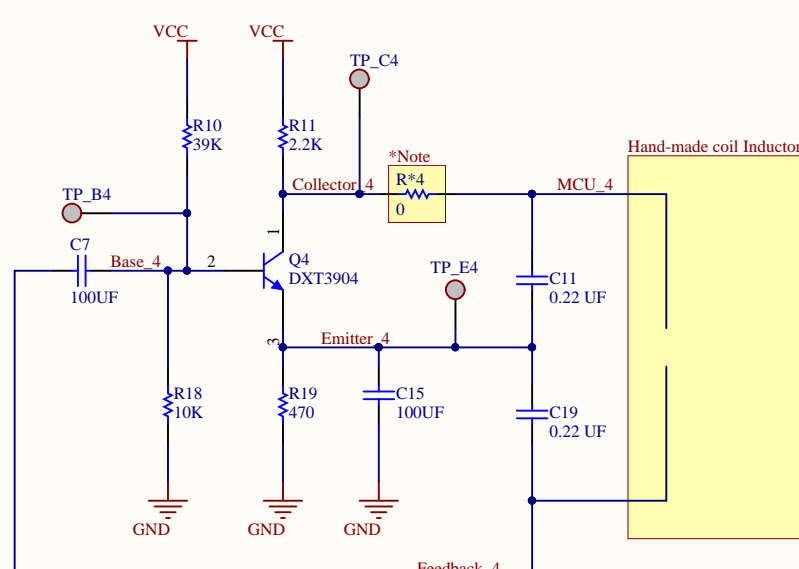 VCC
VCC
TP_C4
R10
39K
R11
2.2K
*Note
R*4
0
Hand-made coil Inductor
Collector_4
MCU_4
TP_B4
1
C7
Base_4
2
100UF
Q4
DXT3904
TP_E4
C11
0.22 UF
3
Emitter_4
R18
10K
R19
470
C15
100UF
C19
0.22 UF
GND
GND
GND
Feedback_4